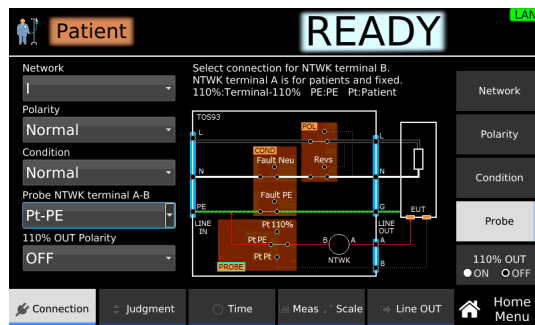 LAN
Patient
READY
Network
I
Polarity
Normal
Condition
Normal
Probe NTWK terminal A-B
Pt-PE
110% OUT Polarity
OFF
Select connection for NTWK terminal B.
NTWK terminal A is for patients and fixed.
110%:Terminal-110%  PE:PE  Pt:Patient
TOS93
POL
L
L
COND
Fault Neu
Revs
N
N
Fault PE
PE
G
EUT
LINE IN
LINE OUT
Pt 110%
Pt PE
B
A
A
Pt Pt
NTWK
B
PROBE
Network
Polarity
Condition
Probe
110% OUT
ON OFF
Connection
Judgment
Time
Meas
Scale
Line OUT
Home
Menu